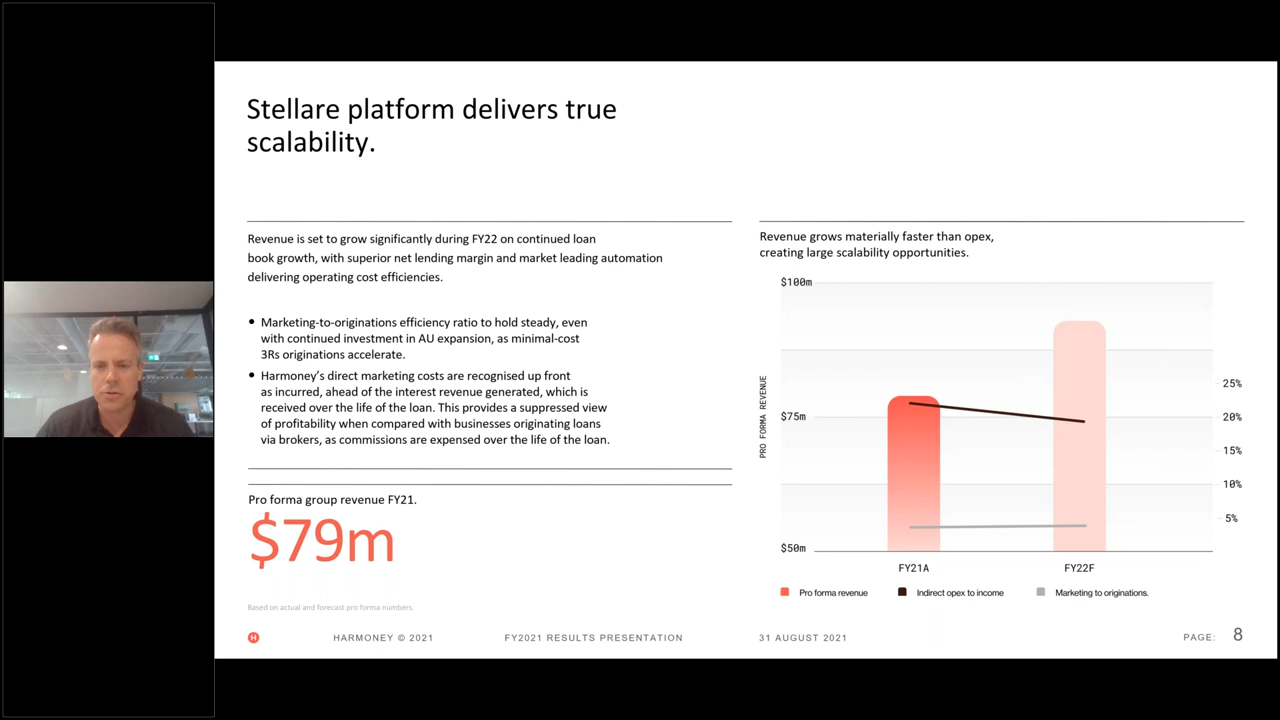 Stellare platform delivers true
scalability.
Revenue is set to grow significantly during FY22 on continued loan
book growth, with superior net lending margin and market leading automation
delivering operating cost efficiencies.
• Marketing-to-originations efficiency ratio to hold steady, even
with continued investment in AU expansion, as minimal-cost
3Rs originations accelerate.
• Harmoney’s direct marketing costs are recognised up front
as incurred, ahead of the interest revenue generated, which is
received over the life of the loan. This provides a suppressed view
of profitability when compared with businesses originating loans
via brokers, as commissions are expensed over the life of the loan.
Pro forma group revenue FY21.
$79m
Based on actual and forecast pro forma numbers.
Revenue grows materially faster than opex,
creating large scalability opportunities.
PRO FORMA REVENUE
$100m
$75m
$50m
25%
20%
15%
10%
5%
FY21A
FY22F
Pro forma revenue
Indirect opex to income
Marketing to originations.
H
HARMONEY © 2021
FY2021 RESULTS PRESENTATION
31 AUGUST 2021
PAGE: 8